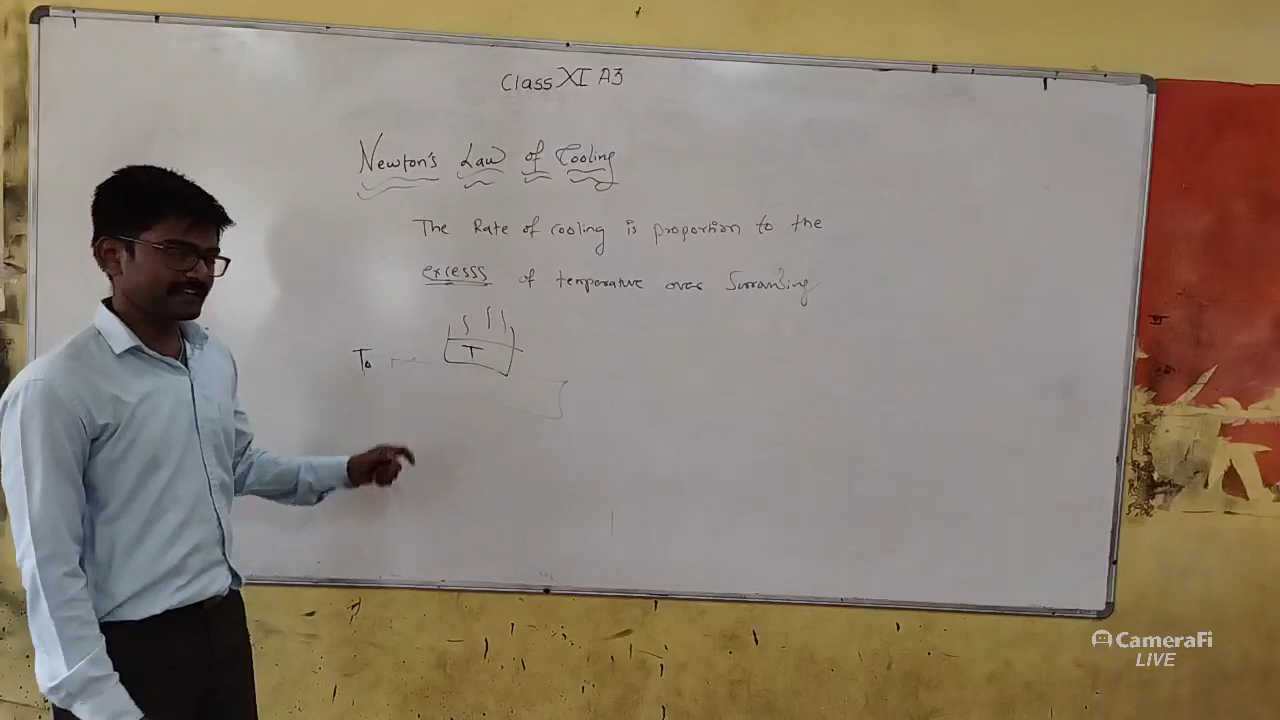 Class XI A3
Newton's Law of Cooling
The Rate of cooling is proportion to the
excesss of temperature over
T
To
CameraFi
LIVE